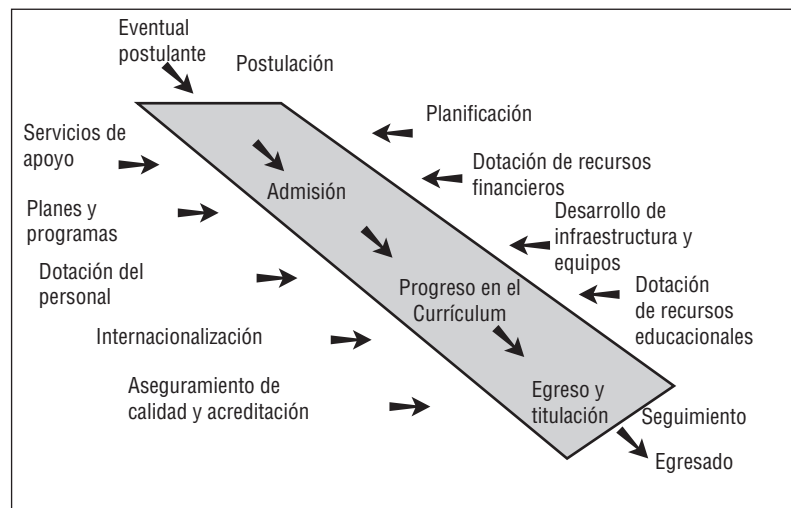 Eventual
postulante
Postulación
Planificación
Servicios de
apoyo
Dotación de recursos
financieros
Admisión
Planes y
programas
Desarrollo de
infraestructura y
equipos
Dotación del
personal
Progreso en el
Currículum
Dotación
de recursos
educacionales
Internacionalización
Aseguramiento de
calidad y acreditación
Egreso y
titulación
Seguimiento
Egresado